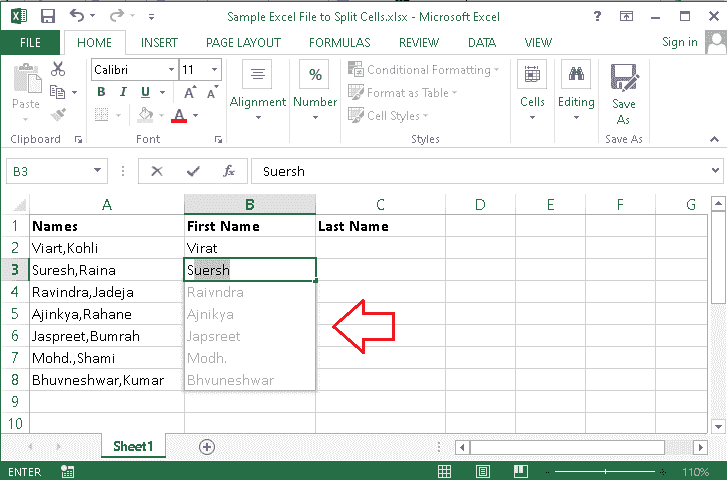 Sample Excel File to Split Cells.xlsx - Microsoft Excel
?
FILE HOME INSERT PAGE LAYOUT FORMULAS REVIEW DATA VIEW Sign in
Paste
Clipboard
Calibri 11
B I U A A
A
Font
Alignment
%
Number
Conditional Formatting
Format as Table
Cell Styles
Styles
Cells
Editing
Save As
Save As
B3 fx Suersh
A B C D E F G
1 Names First Name Last Name
2 Viart,Kohli Virat
3 Suresh,Raina Suersh
4 Ravindra,Jadeja Raivndra
5 Ajinkya,Rahane Ajnikya
6 Jaspreet,Bumrah Japsreet
7 Mohd.,Shami Modh.
8 Bhuvneshwar,Kumar Bhvuneshwar
9
10
Sheet1
ENTER 110%